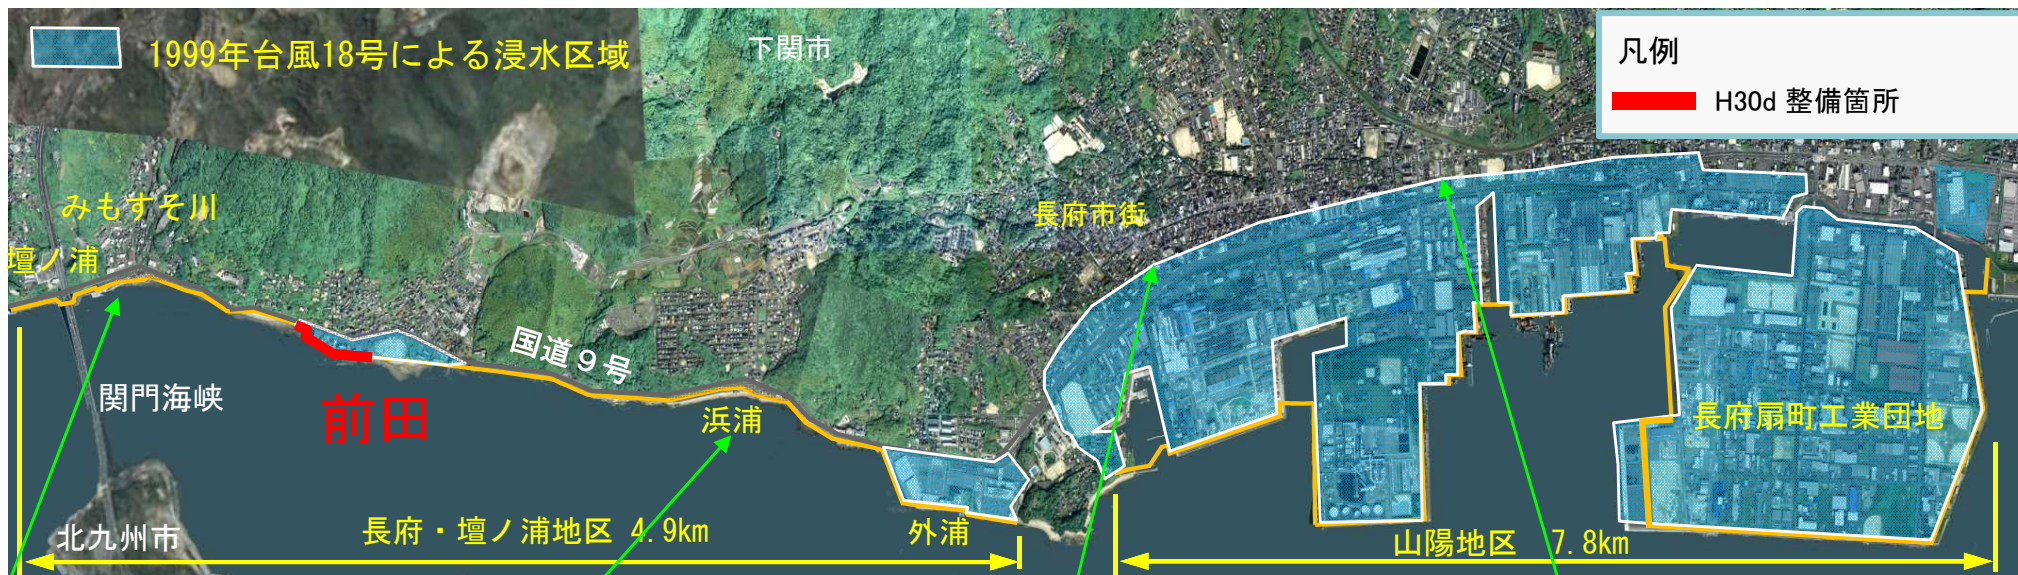 1999年台風18号による浸水区域
下関市
凡例
H30d 整備箇所
みもすそ川
壇ノ浦
長府市街
国道９号
関門海峡
前田
浜浦
長府扇町工業団地
北九州市
長府・壇ノ浦地区 4.9km
外浦
山陽地区 7.8km